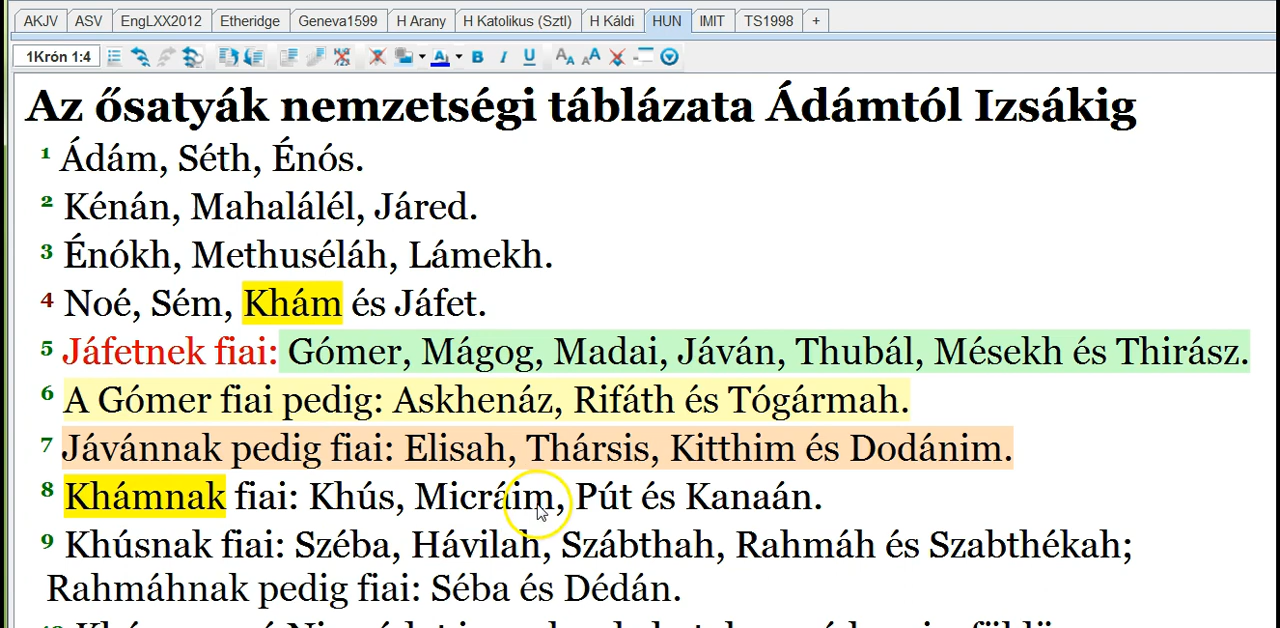 AKJV ASV EngLXX2012 Etheridge Geneva1599 H Arany H Katolikus (Sztl) H Káldi HUN IMIT TS1998 +
1Krón 1:4
Az ősatyák nemzetségi táblázata Ádámtól Izsákig
1 Ádám, Séth, Énós.
2 Kénán, Mahalálél, Járed.
3 Énókh, Methuséláh, Lámekh.
4 Noé, Sém, Khám és Jáfet.
5 Jáfetnek fiai: Gómer, Mágog, Madai, Jáván, Thubál, Mésekh és Thirász.
6 A Gómer fiai pedig: Askhenáz, Rifáth és Tógármah.
7 Jávánnak pedig fiai: Elisah, Thársis, Kitthim és Dodánim.
8 Khámnak fiai: Khús, Micráim, Pút és Kanaán.
9 Khúsnak fiai: Széba, Hávilah, Szábthah, Rahmáh és Szabthékah;
Rahmáhnak pedig fiai: Séba és Dédán.